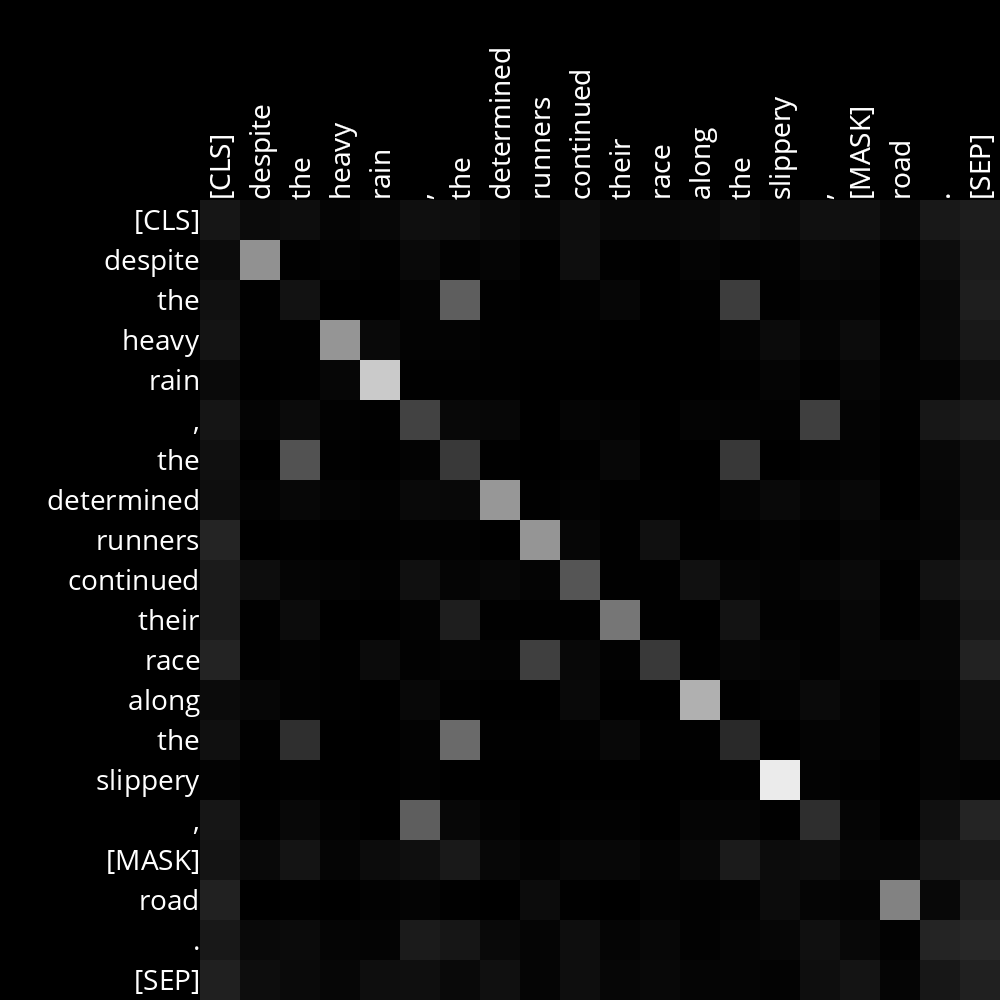 [CLS] despite the heavy rain , the determined runners continued their race along the slippery , [MASK] road . [SEP]
[CLS]
despite
the
heavy
rain
,
the
determined
runners
continued
their
race
along
the
slippery
,
[MASK]
road
.
[SEP]